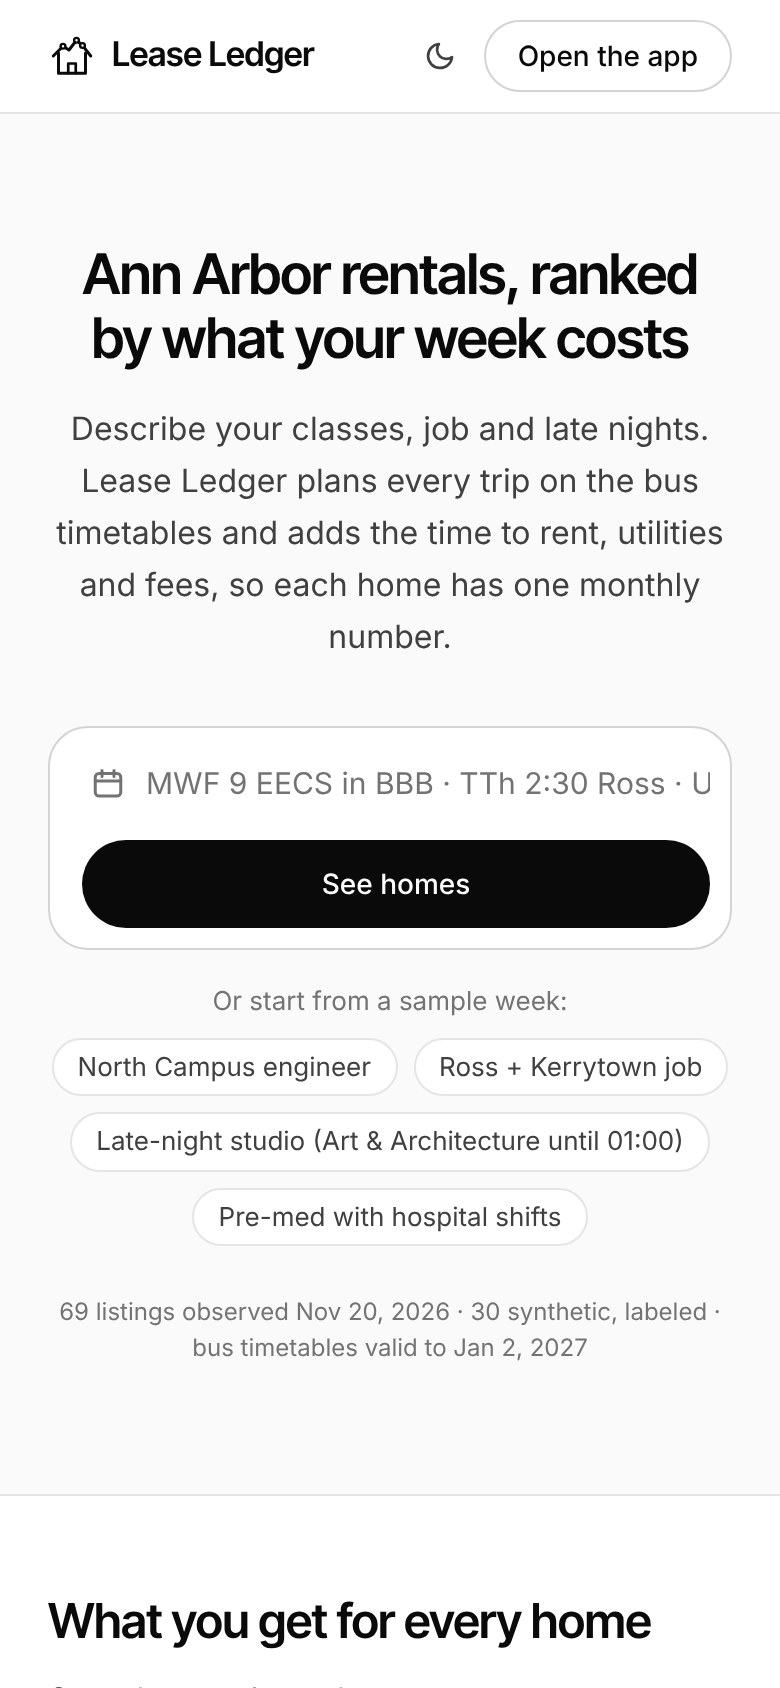 Lease Ledger
Open the app
Ann Arbor rentals, ranked
by what your week costs
Describe your classes, job and late nights.
Lease Ledger plans every trip on the bus
timetables and adds the time to rent, utilities
and fees, so each home has one monthly
number.
MWF 9 EECS in BBB · TTh 2:30 Ross ·
See homes
Or start from a sample week:
North Campus engineer
Ross + Kerrytown job
Late-night studio (Art & Architecture until 01:00)
Pre-med with hospital shifts
69 listings observed Nov 20, 2026 · 30 synthetic, labeled ·
bus timetables valid to Jan 2, 2027
What you get for every home